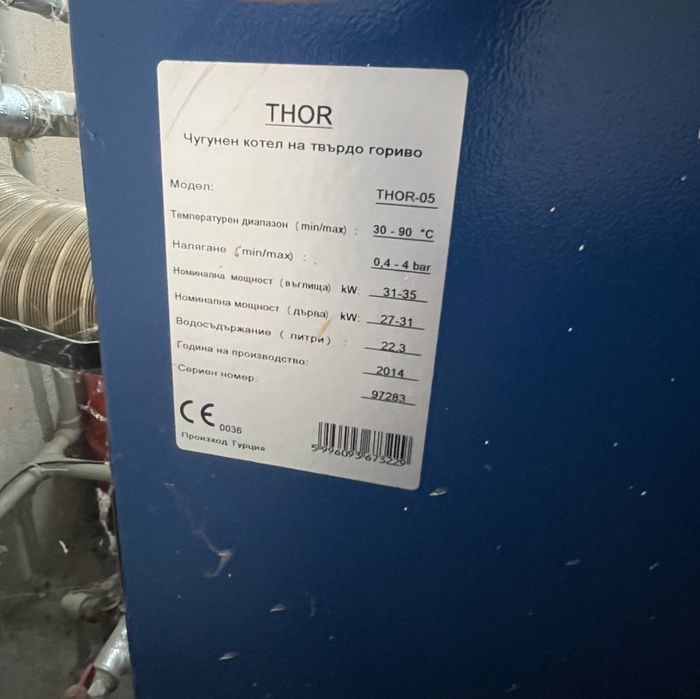 THOR
Чугунен котел на твърдо гориво
Модел: THOR-05
Температурен диапазон (min/max) : 30 - 90 °C
Налягане (min/max) : 0,4 - 4 bar
Номинална мощност (въглища) kW: 31-35
Номинална мощност (дърва) kW: 27-31
Водосъдържание ( литри ) : 22.3
Година на производство: 2014
Сериен номер: 97283
CE 0036
Произход Турция
5996093673229